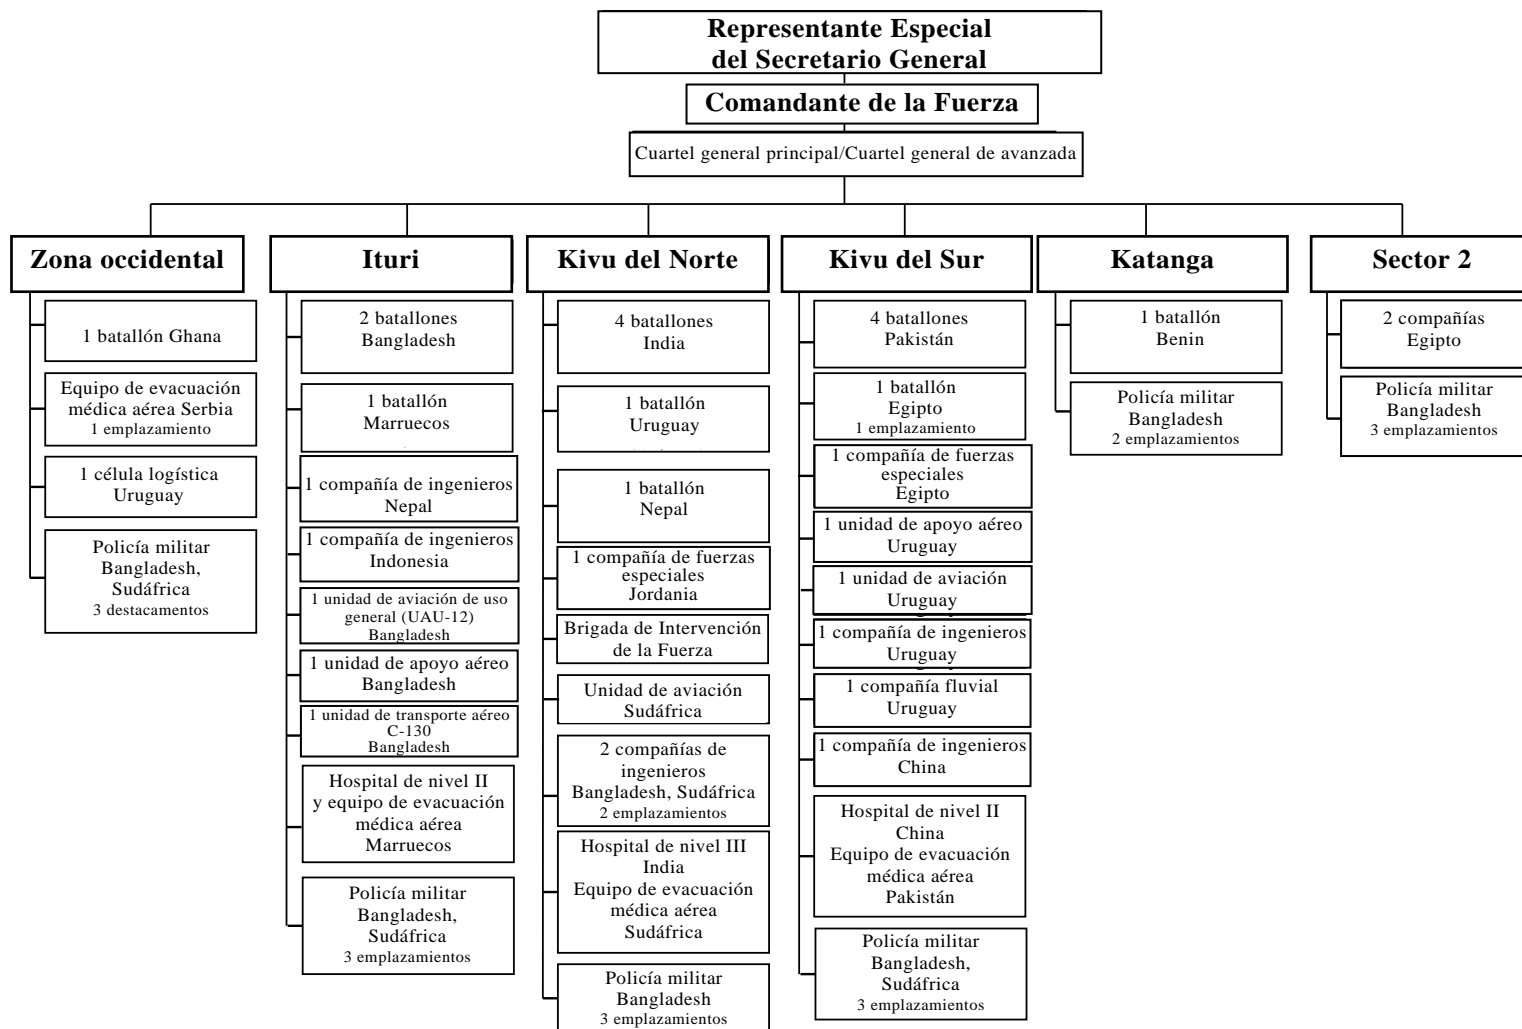 Representante Especial
del Secretario General
Comandante de la Fuerza
Cuartel general principal/Cuartel general de avanzada
Zona occidental
1 batallón Ghana
Equipo de evacuación
médica aérea Serbia
1 emplazamiento
1 célula logística
Uruguay
Policía militar
Bangladesh,
Sudáfrica
3 destacamentos
Ituri
2 batallones
Bangladesh
1 batallón
Marruecos
1 compañía de ingenieros
Nepal
1 compañía de ingenieros
Indonesia
1 unidad de aviación de uso
general (UAU-12)
Bangladesh
1 unidad de apoyo aéreo
Bangladesh
1 unidad de transporte aéreo
C-130
Bangladesh
Hospital de nivel II
y equipo de evacuación
médica aérea
Marruecos
Policía militar
Bangladesh,
Sudáfrica
3 emplazamientos
Kivu del Norte
4 batallones
India
1 batallón
Uruguay
1 batallón
Nepal
1 compañía de fuerzas
especiales
Jordania
Brigada de Intervención
de la Fuerza
Unidad de aviación
Sudáfrica
2 compañías de
ingenieros
Bangladesh, Sudáfrica
2 emplazamientos
Hospital de nivel III
India
Equipo de evacuación
médica aérea
Sudáfrica
Policía militar
Bangladesh
3 emplazamientos
Kivu del Sur
4 batallones
Pakistán
1 batallón
Egipto
1 emplazamiento
1 compañía de fuerzas
especiales
Egipto
1 unidad de apoyo aéreo
Uruguay
1 unidad de aviación
Uruguay
1 compañía de ingenieros
Uruguay
1 compañía fluvial
Uruguay
1 compañía de ingenieros
China
Hospital de nivel II
China
Equipo de evacuación
médica aérea
Pakistán
Policía militar
Bangladesh,
Sudáfrica
3 emplazamientos
Katanga
1 batallón
Benin
Policía militar
Bangladesh
2 emplazamientos
Sector 2
2 compañías
Egipto
Policía militar
Bangladesh
3 emplazamientos